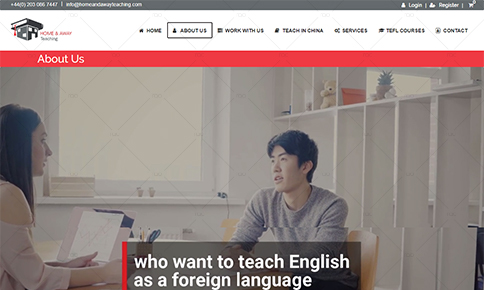 +44(0) 203 086 7447 | info@homeandawayteaching.com
Login | Register |
HOME & AWAY
Teaching
HOME
ABOUT US
WORK WITH US
TEACH IN CHINA
SERVICES
TEFL COURSES
CONTACT
About Us
who want to teach English
as a foreign language